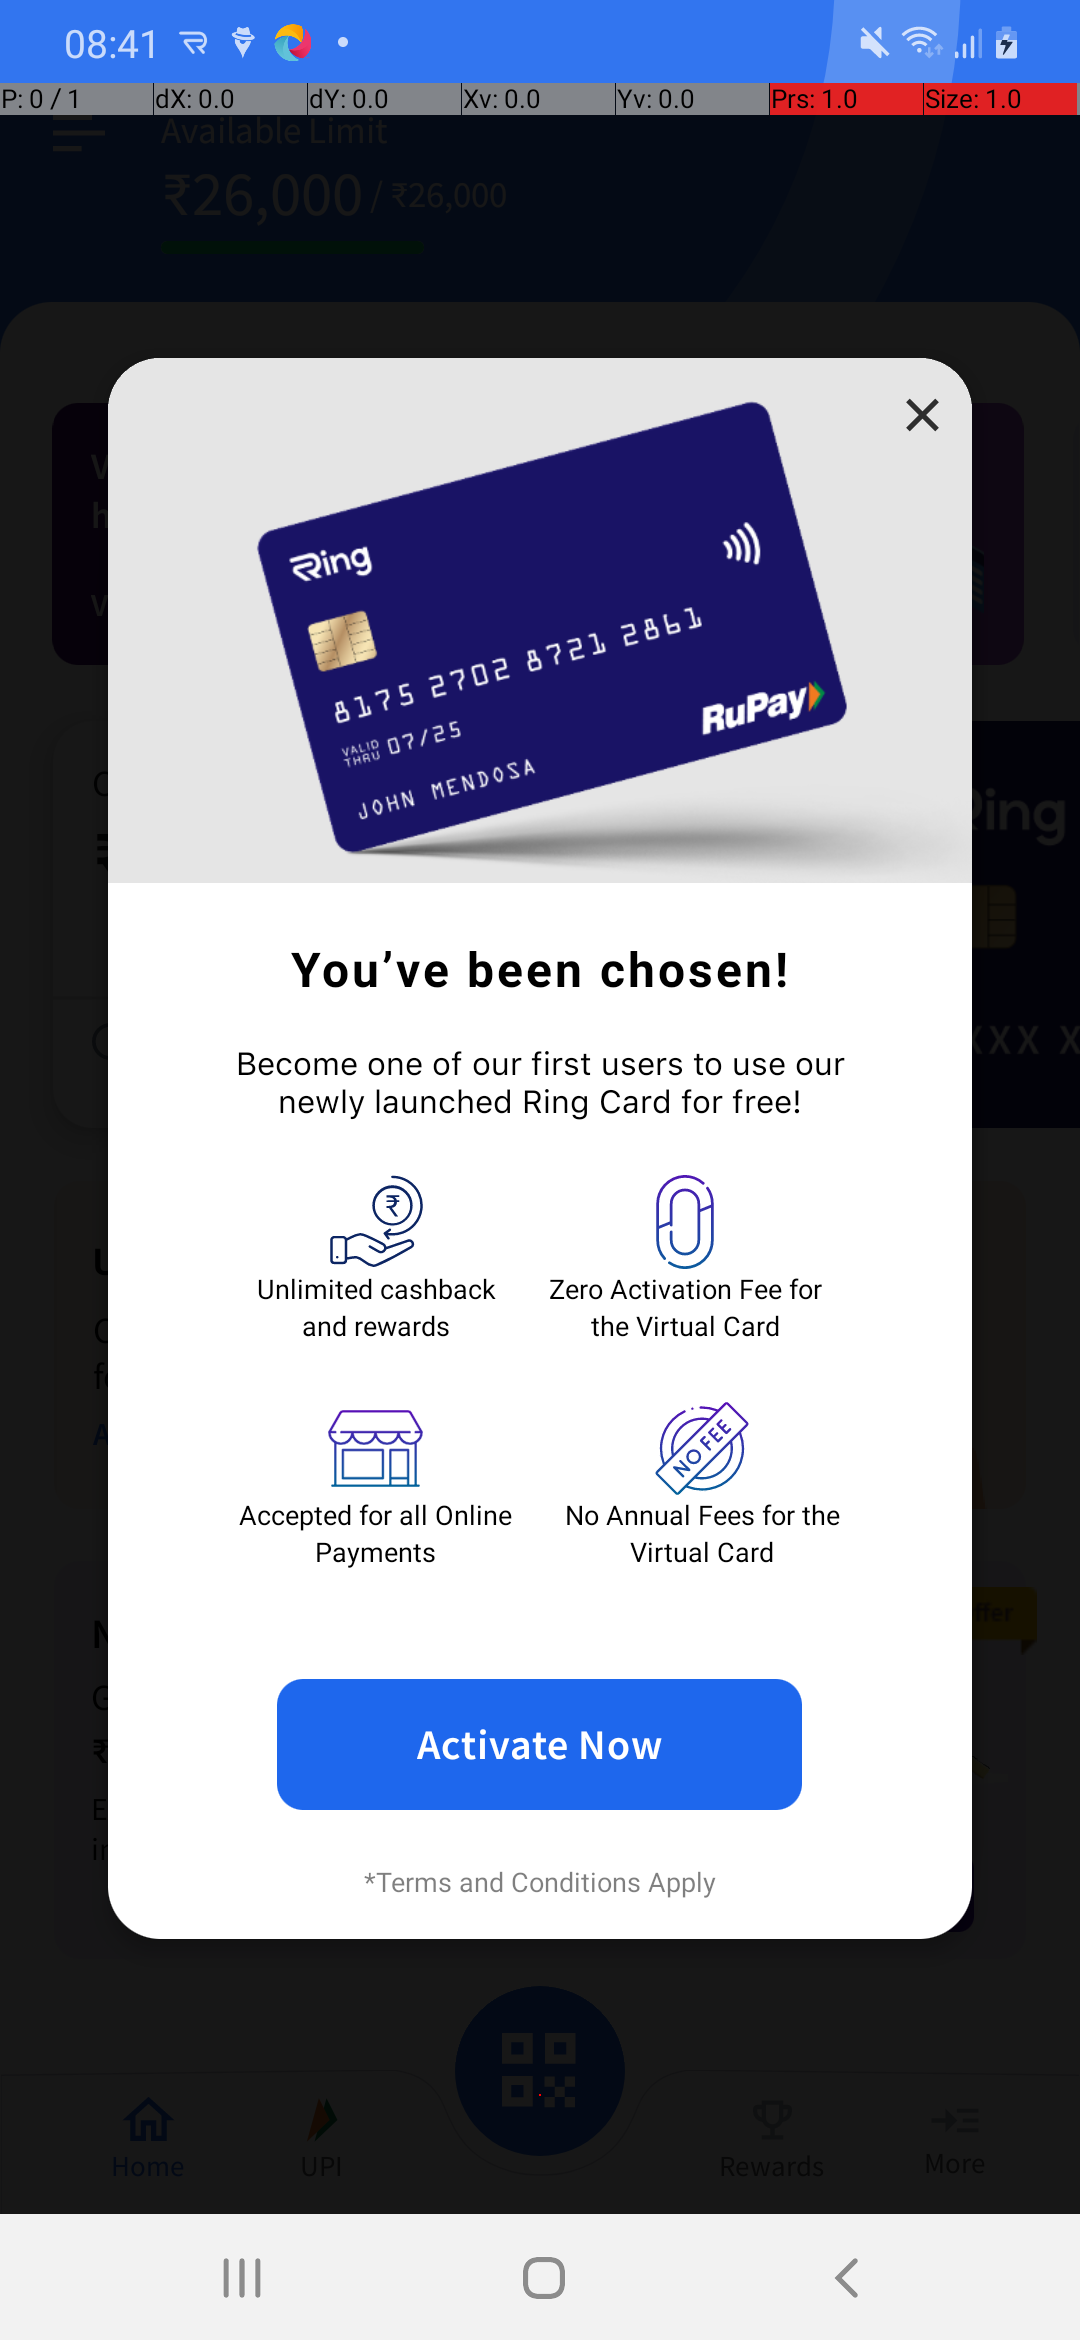 08:41
P: 0 / 1 dX: 0.0 dY: 0.0 Xv: 0.0 Yv: 0.0 Prs: 1.0 Size: 1.0
Available Limit
₹26,000 / ₹26,000
Ring
8175 2702 8721 2861
VALID THRU 07/25
RuPay
JOHN MENDOSA
Ring
XXX X
You've been chosen!
Become one of our first users to use our
newly launched Ring Card for free!
Unlimited cashback
and rewards
Zero Activation Fee for
the Virtual Card
Accepted for all Online
Payments
NO FEE
No Annual Fees for the
Virtual Card
Activate Now
*Terms and Conditions Apply
Home
UPI
Rewards
More